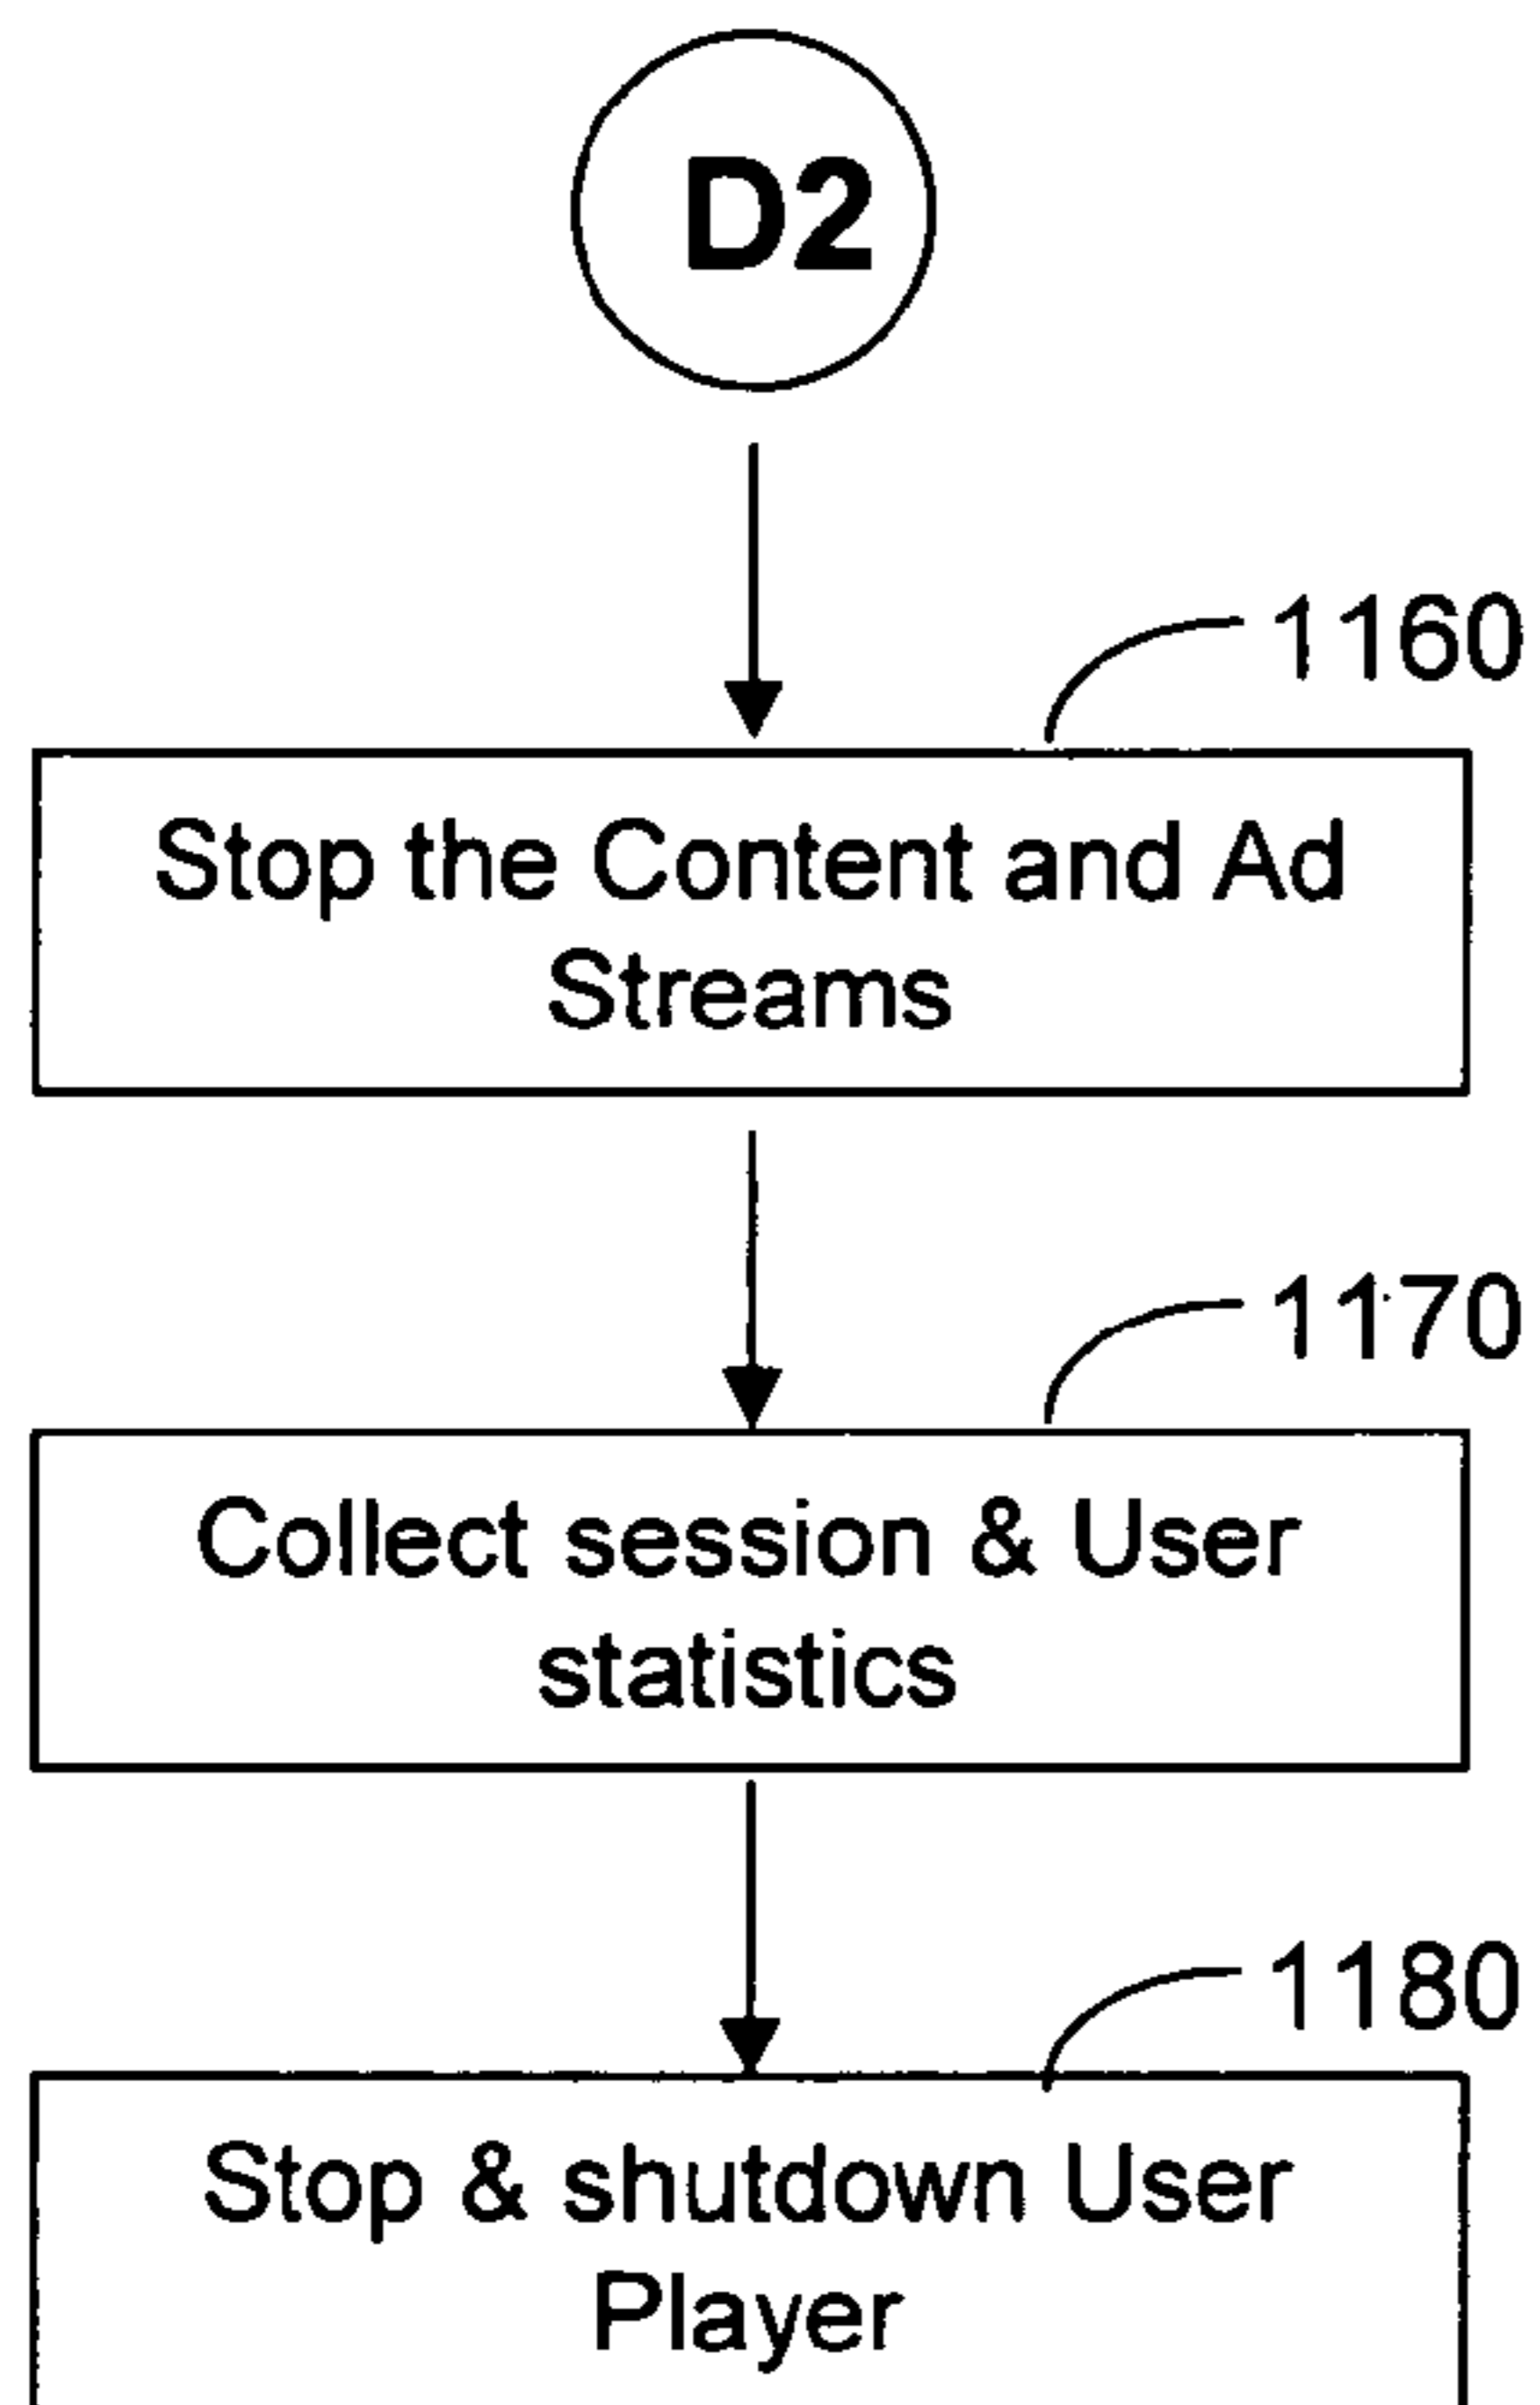 D2
1160
Stop the Content and Ad
Streams
1170
Collect session & User
statistics
1180
Stop & shutdown User
Player